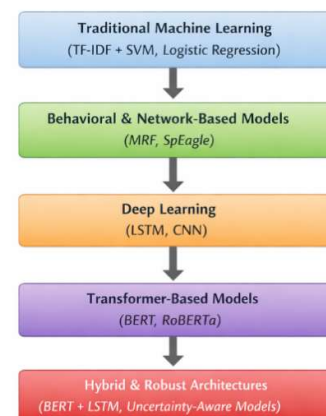 Traditional Machine Learning
(TF-IDF + SVM, Logistic Regression)
Behavioral & Network-Based Models
(MRF, SpEagle)
Deep Learning
(LSTM, CNN)
Transformer-Based Models
(BERT, RoBERTa)
Hybrid & Robust Architectures
(BERT + LSTM, Uncertainty-Aware Models)